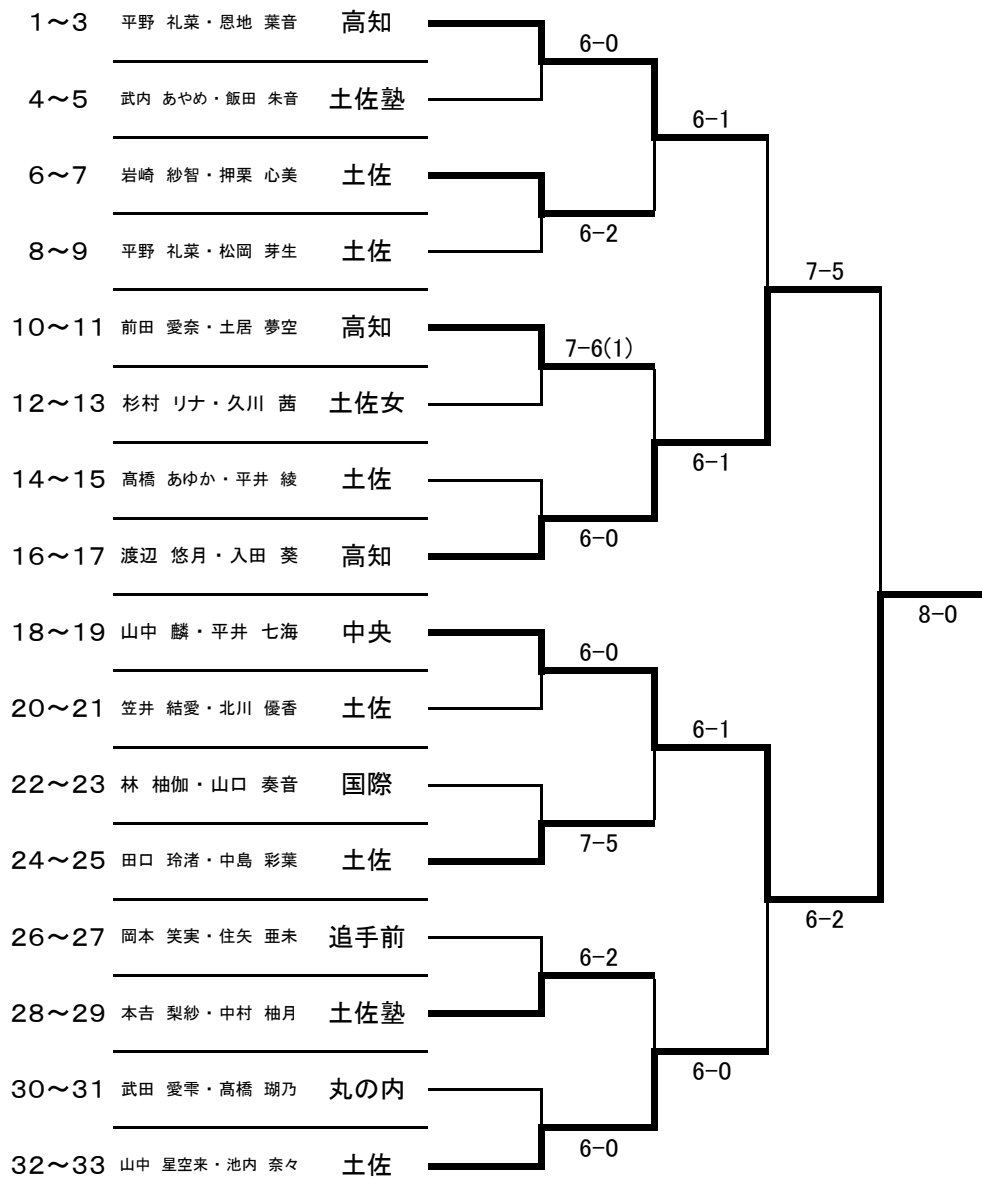 1～3 平野 礼菜・恩地 葉音 高知
6-0
4～5 武内 あやめ・飯田 朱音 土佐塾
6-1
6～7 岩崎 紗智・押栗 心美 土佐
6-2
8～9 平野 礼菜・松岡 芽生 土佐
7-5
10～11 前田 愛奈・土居 夢空 高知
7-6(1)
12～13 杉村 リナ・久川 茜 土佐女
6-1
14～15 髙橋 あゆか・平井 綾 土佐
6-0
16～17 渡辺 悠月・入田 葵 高知
8-0
18～19 山中 麟・平井 七海 中央
6-0
20～21 笠井 結愛・北川 優香 土佐
6-1
22～23 林 柚伽・山口 奏音 国際
7-5
24～25 田口 玲渚・中島 彩葉 土佐
6-2
26～27 岡本 笑実・住矢 亜未 追手前
6-2
28～29 本𠮷 梨紗・中村 柚月 土佐塾
6-0
30～31 武田 愛雫・髙橋 瑚乃 丸の内
6-0
32～33 山中 星空来・池内 奈々 土佐